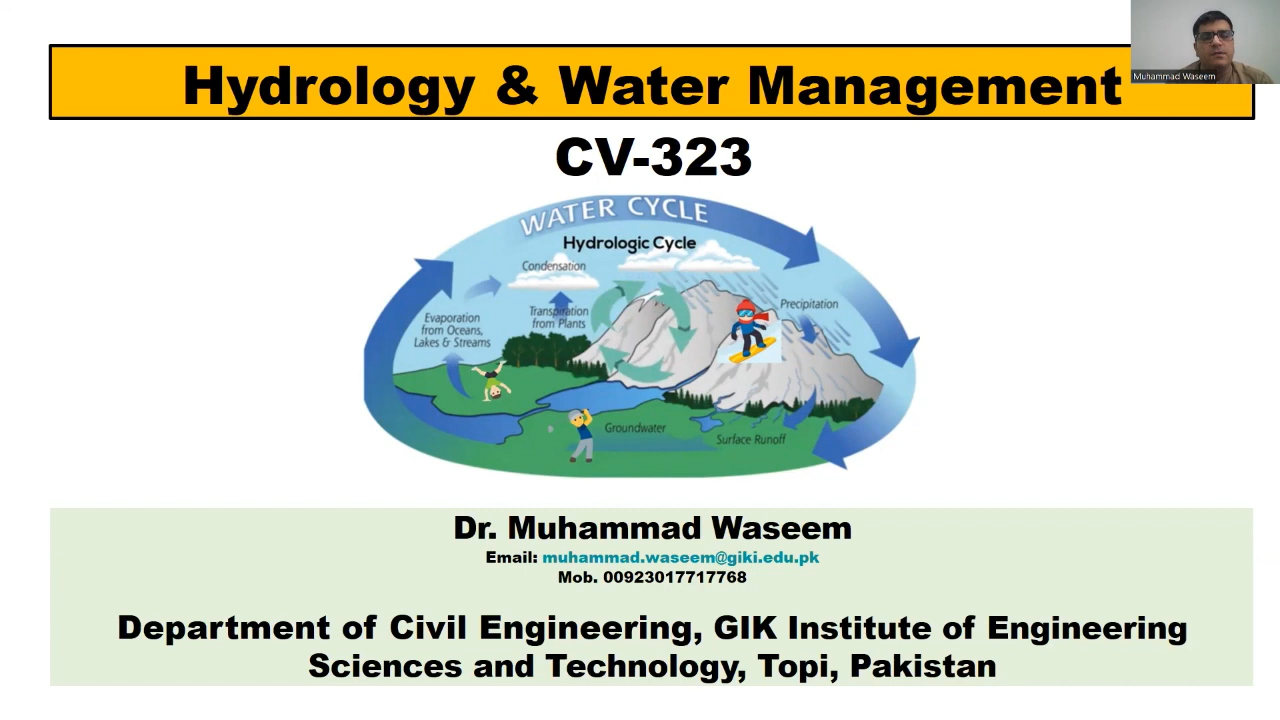 Muhammad Waseem
Hydrology & Water Management
CV-323
WATER CYCLE
Hydrologic Cycle
Condensation
Transpiration
from Plants
Precipitation
Evaporation
from Oceans,
Lakes & Streams
Groundwater
Surface Runoff
Dr. Muhammad Waseem
Email: muhammad.waseem@giki.edu.pk
Mob. 00923017717768
Department of Civil Engineering, GIK Institute of Engineering
Sciences and Technology, Topi, Pakistan